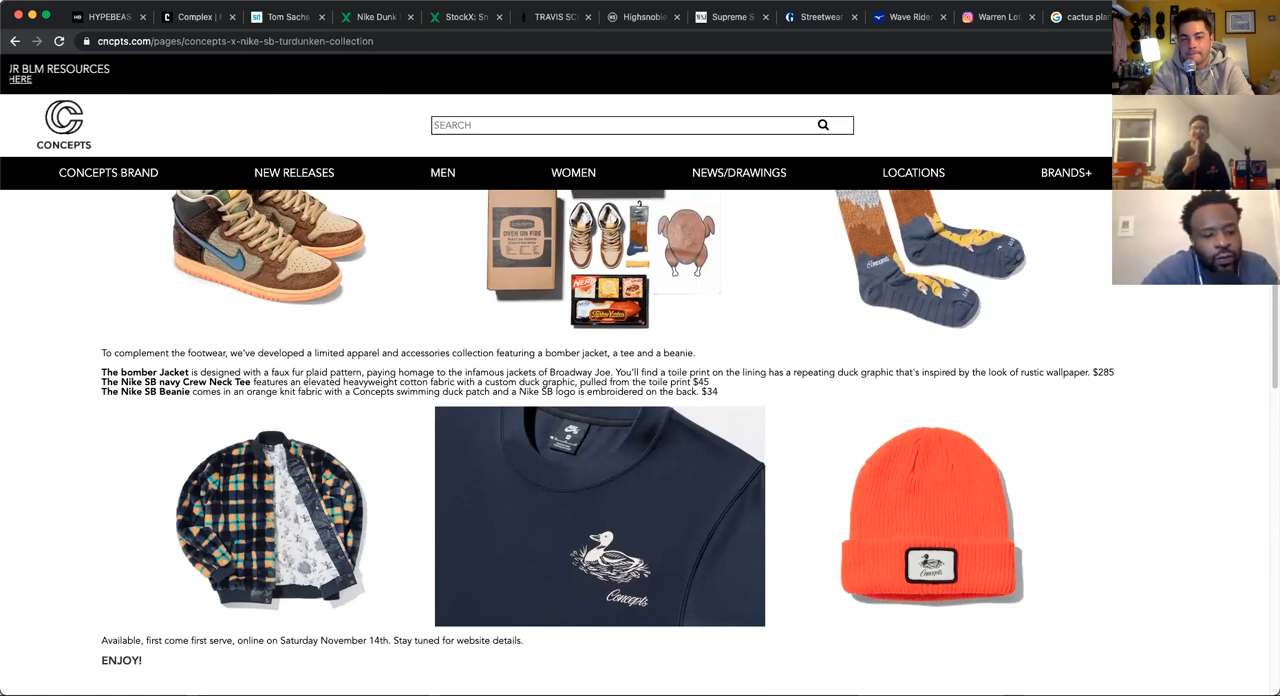 HYPEBEAS
Complex |
Tom Sachs
Nike Dunk
StockX: Sn
TRAVIS SC
Highsnobie
Supreme S
Streetwear
Wave Ride
Warren Lot
cactus plan
cncpts.com/pages/concepts-x-nike-sb-turdunken-collection
JR BLM RESOURCES
HERE
CONCEPTS
SEARCH
CONCEPTS BRAND
NEW RELEASES
MEN
WOMEN
NEWS/DRAWINGS
LOCATIONS
BRANDS+
OVEN ON FIRE
NERF
Concepts
To complement the footwear, we've developed a limited apparel and accessories collection featuring a bomber jacket, a tee and a beanie.
The bomber Jacket is designed with a faux fur plaid pattern, paying homage to the infamous jackets of Broadway Joe. You'll find a toile print on the lining has a repeating duck graphic that's inspired by the look of rustic wallpaper. $285
The Nike SB navy Crew Neck Tee features an elevated heavyweight cotton fabric with a custom duck graphic, pulled from the toile print $45
The Nike SB Beanie comes in an orange knit fabric with a Concepts swimming duck patch and a Nike SB logo is embroidered on the back. $34
Concepts
Concepts
Available, first come first serve, online on Saturday November 14th. Stay tuned for website details.
ENJOY!